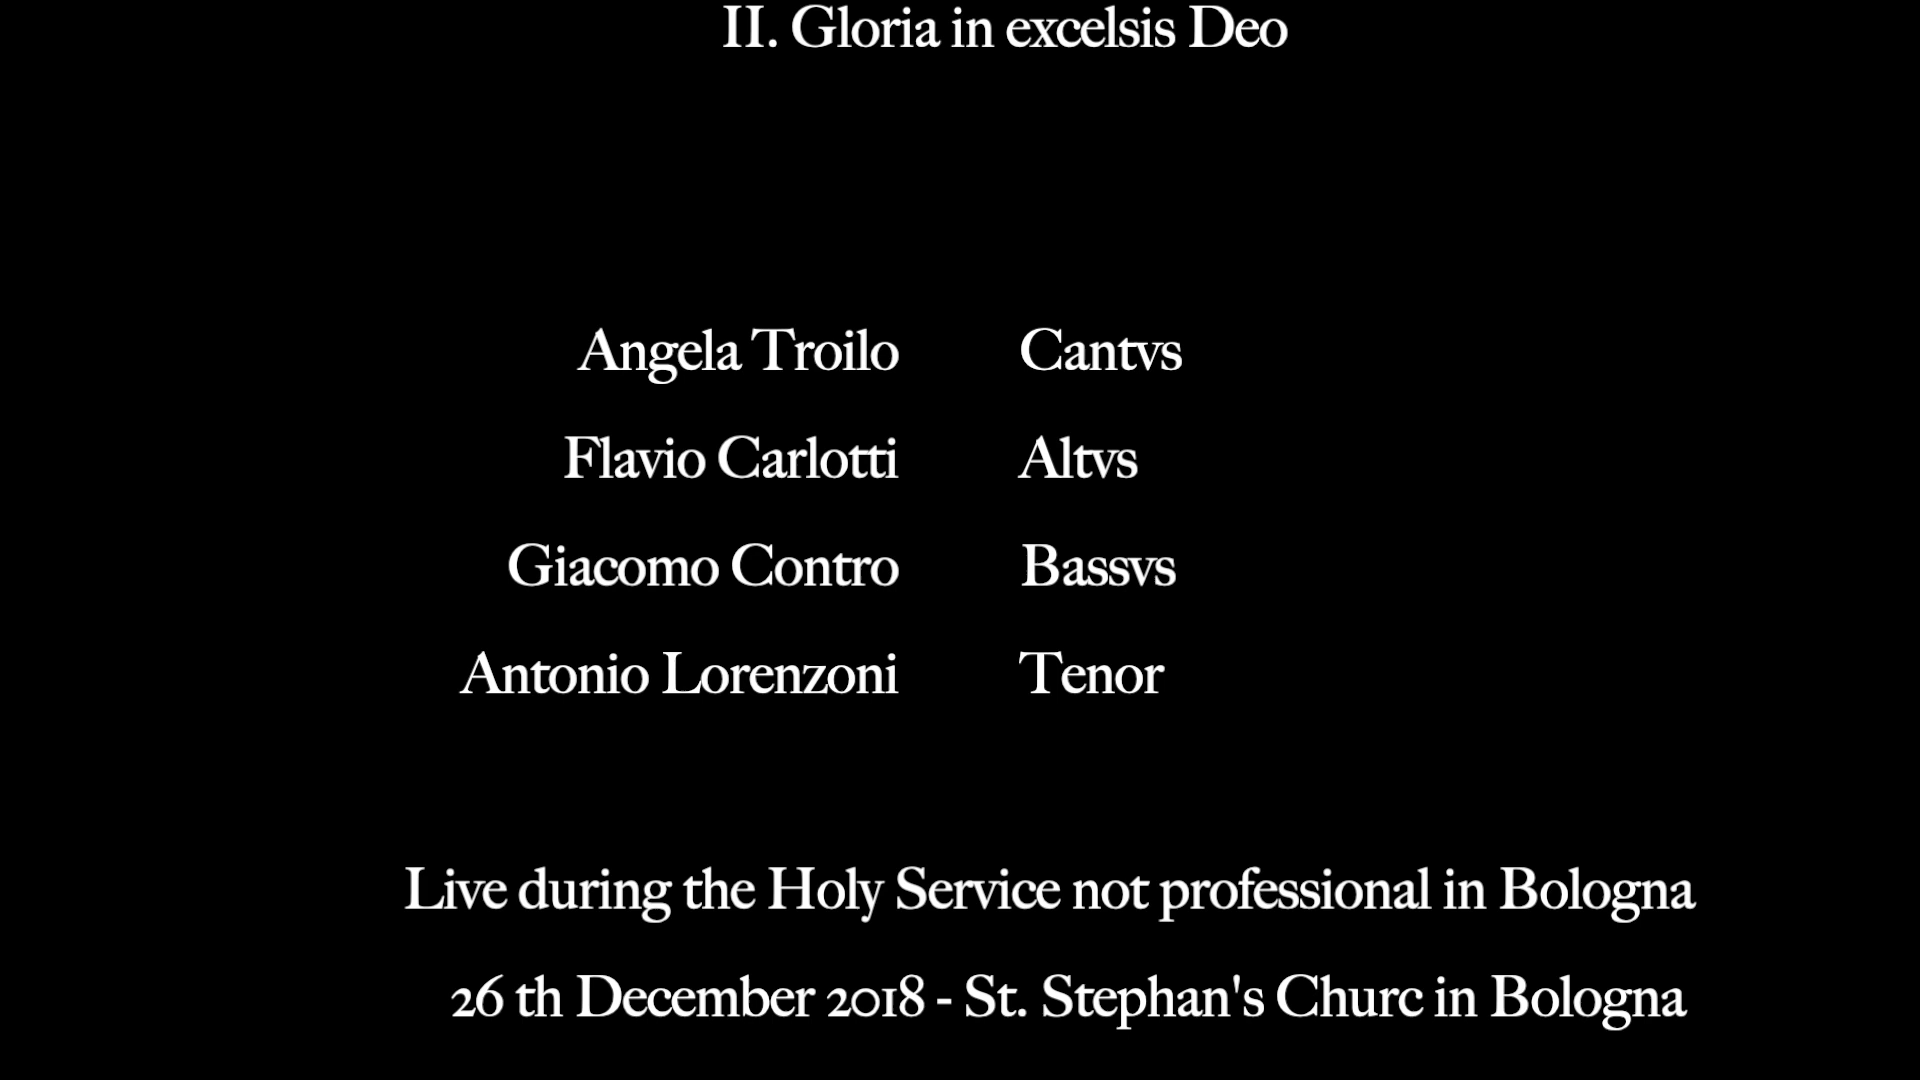 II. Gloria in excelsis Deo
Angela Troilo Cantvs
Flavio Carlotti Altvs
Giacomo Contro Bassvs
Antonio Lorenzoni Tenor
Live during the Holy Service not professional in Bologna
26 th December 2018 - St. Stephan's Churc in Bologna